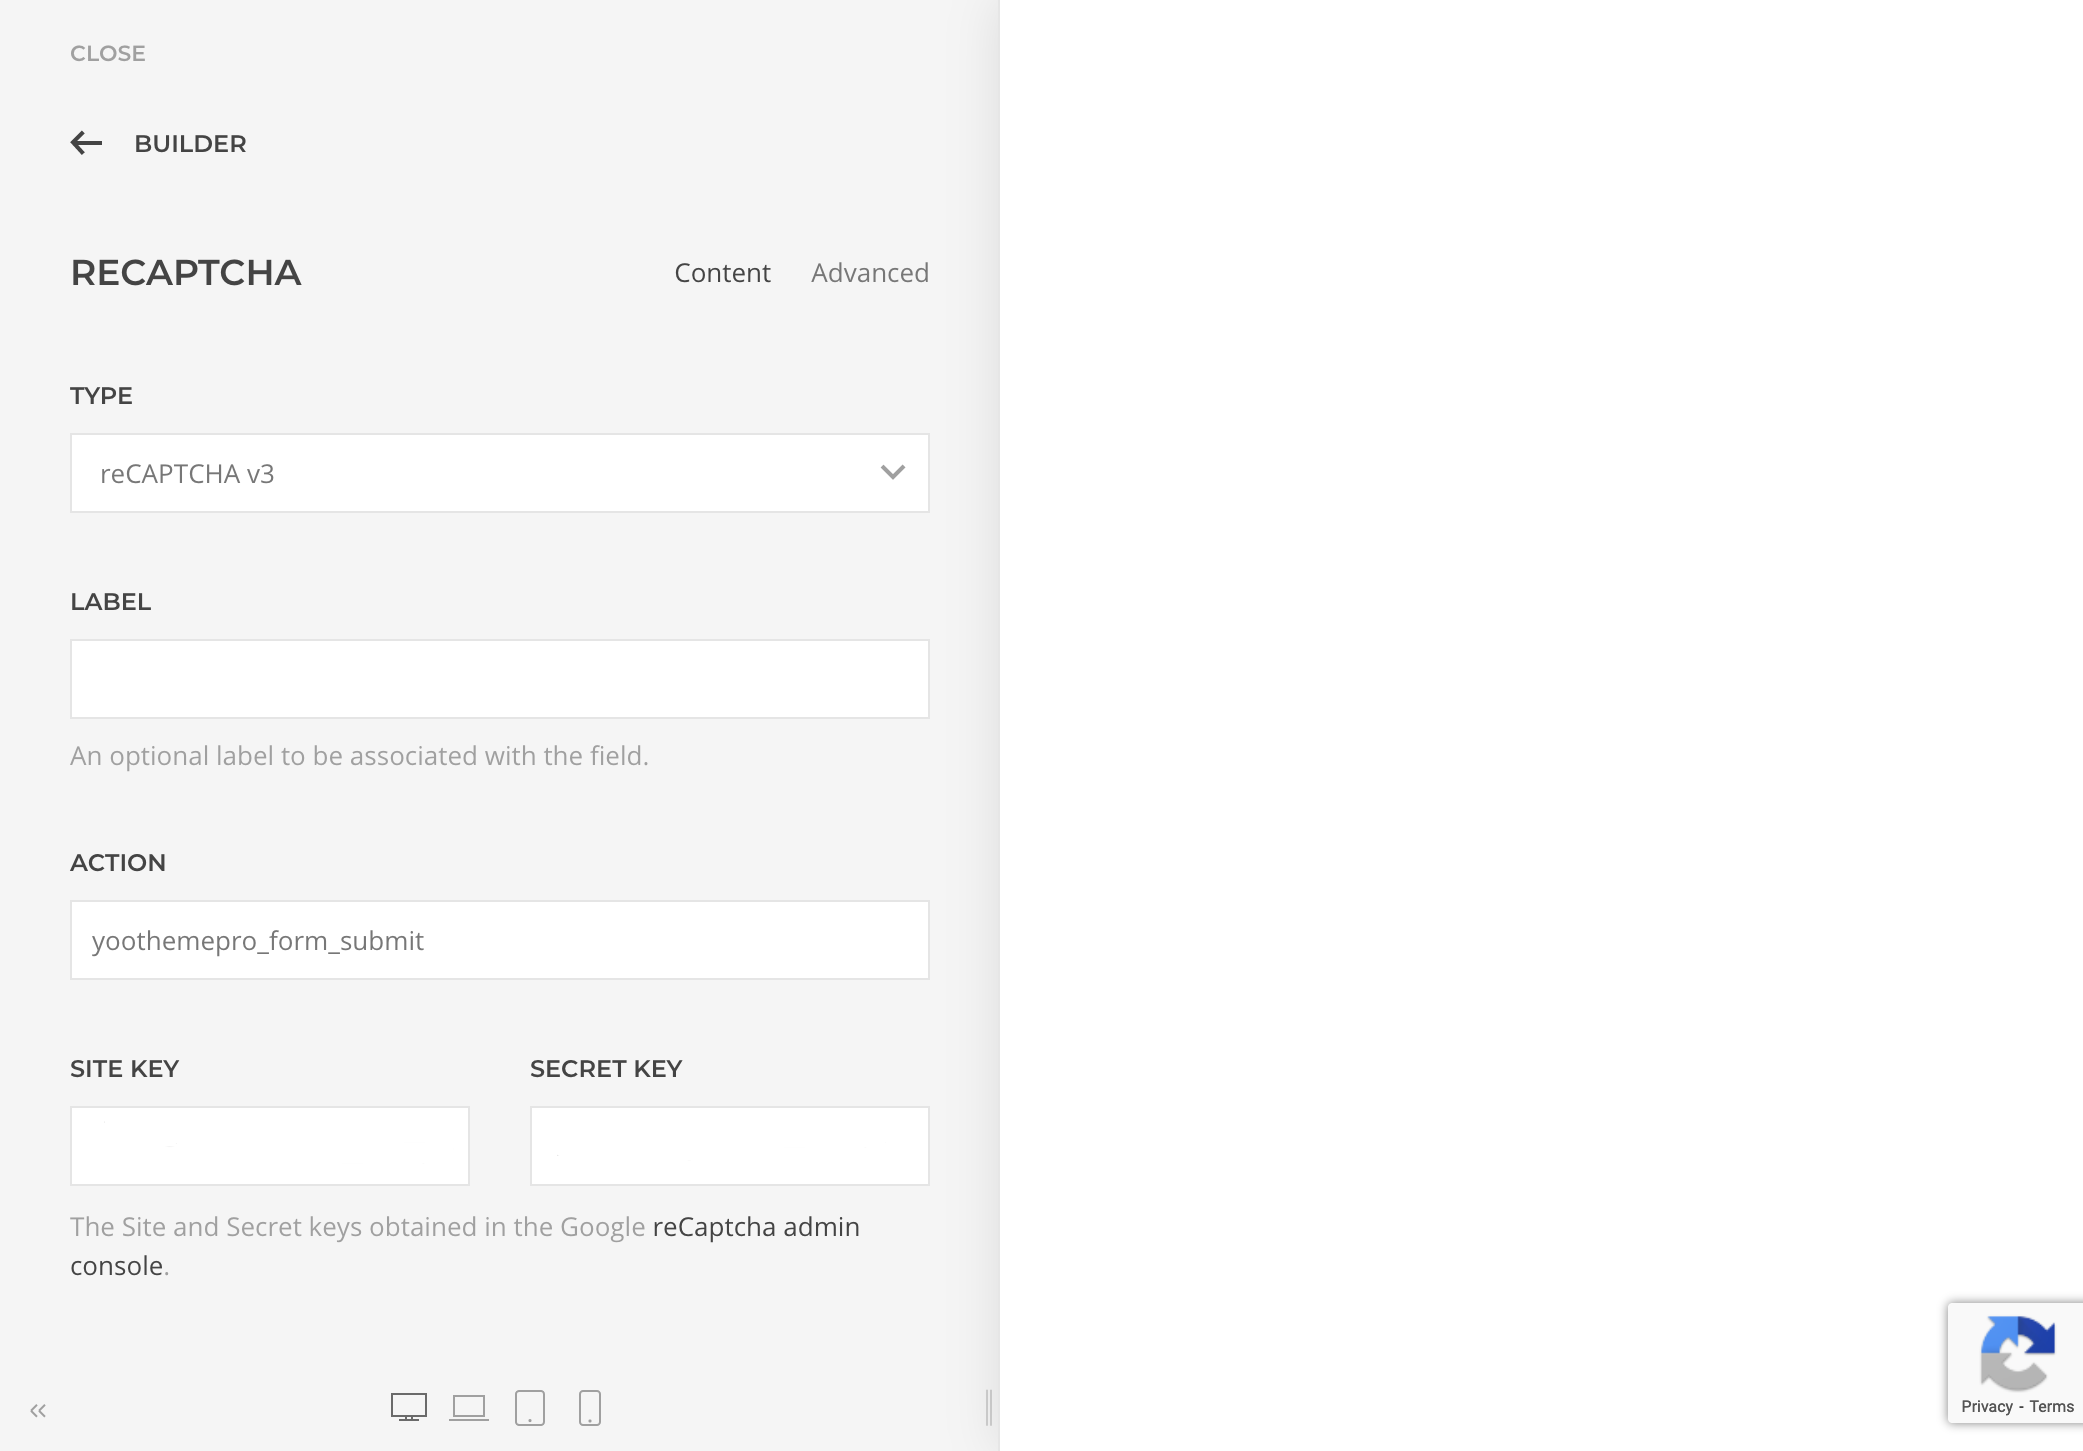 CLOSE
BUILDER
RECAPTCHA
Content Advanced
TYPE
reCAPTCHA v3
LABEL
An optional label to be associated with the field.
ACTION
yoothemepro_form_submit
SITE KEY SECRET KEY
The Site and Secret keys obtained in the Google reCaptcha admin
console.
Privacy - Terms